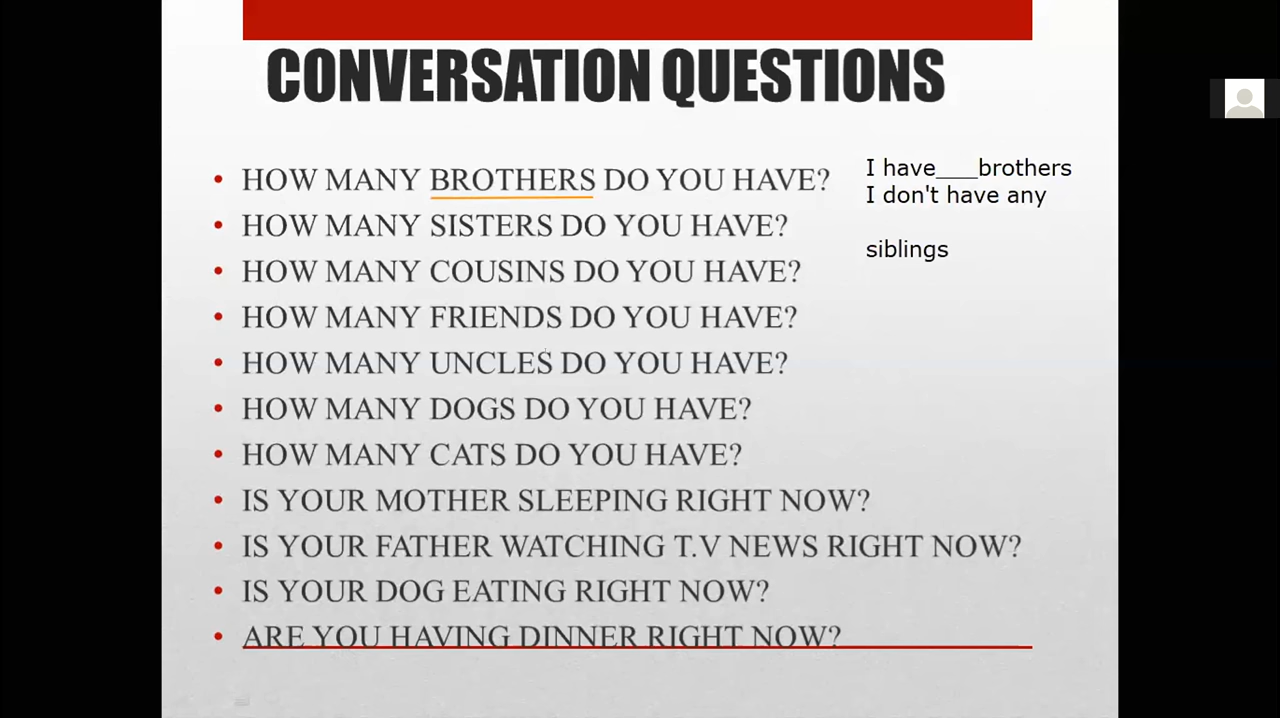 CONVERSATION QUESTIONS
• HOW MANY BROTHERS DO YOU HAVE?
• HOW MANY SISTERS DO YOU HAVE?
• HOW MANY COUSINS DO YOU HAVE?
• HOW MANY FRIENDS DO YOU HAVE?
• HOW MANY UNCLES DO YOU HAVE?
• HOW MANY DOGS DO YOU HAVE?
• HOW MANY CATS DO YOU HAVE?
• IS YOUR MOTHER SLEEPING RIGHT NOW?
• IS YOUR FATHER WATCHING T.V NEWS RIGHT NOW?
• IS YOUR DOG EATING RIGHT NOW?
• ARE YOU HAVING DINNER RIGHT NOW?
I have___brothers
I don't have any
siblings